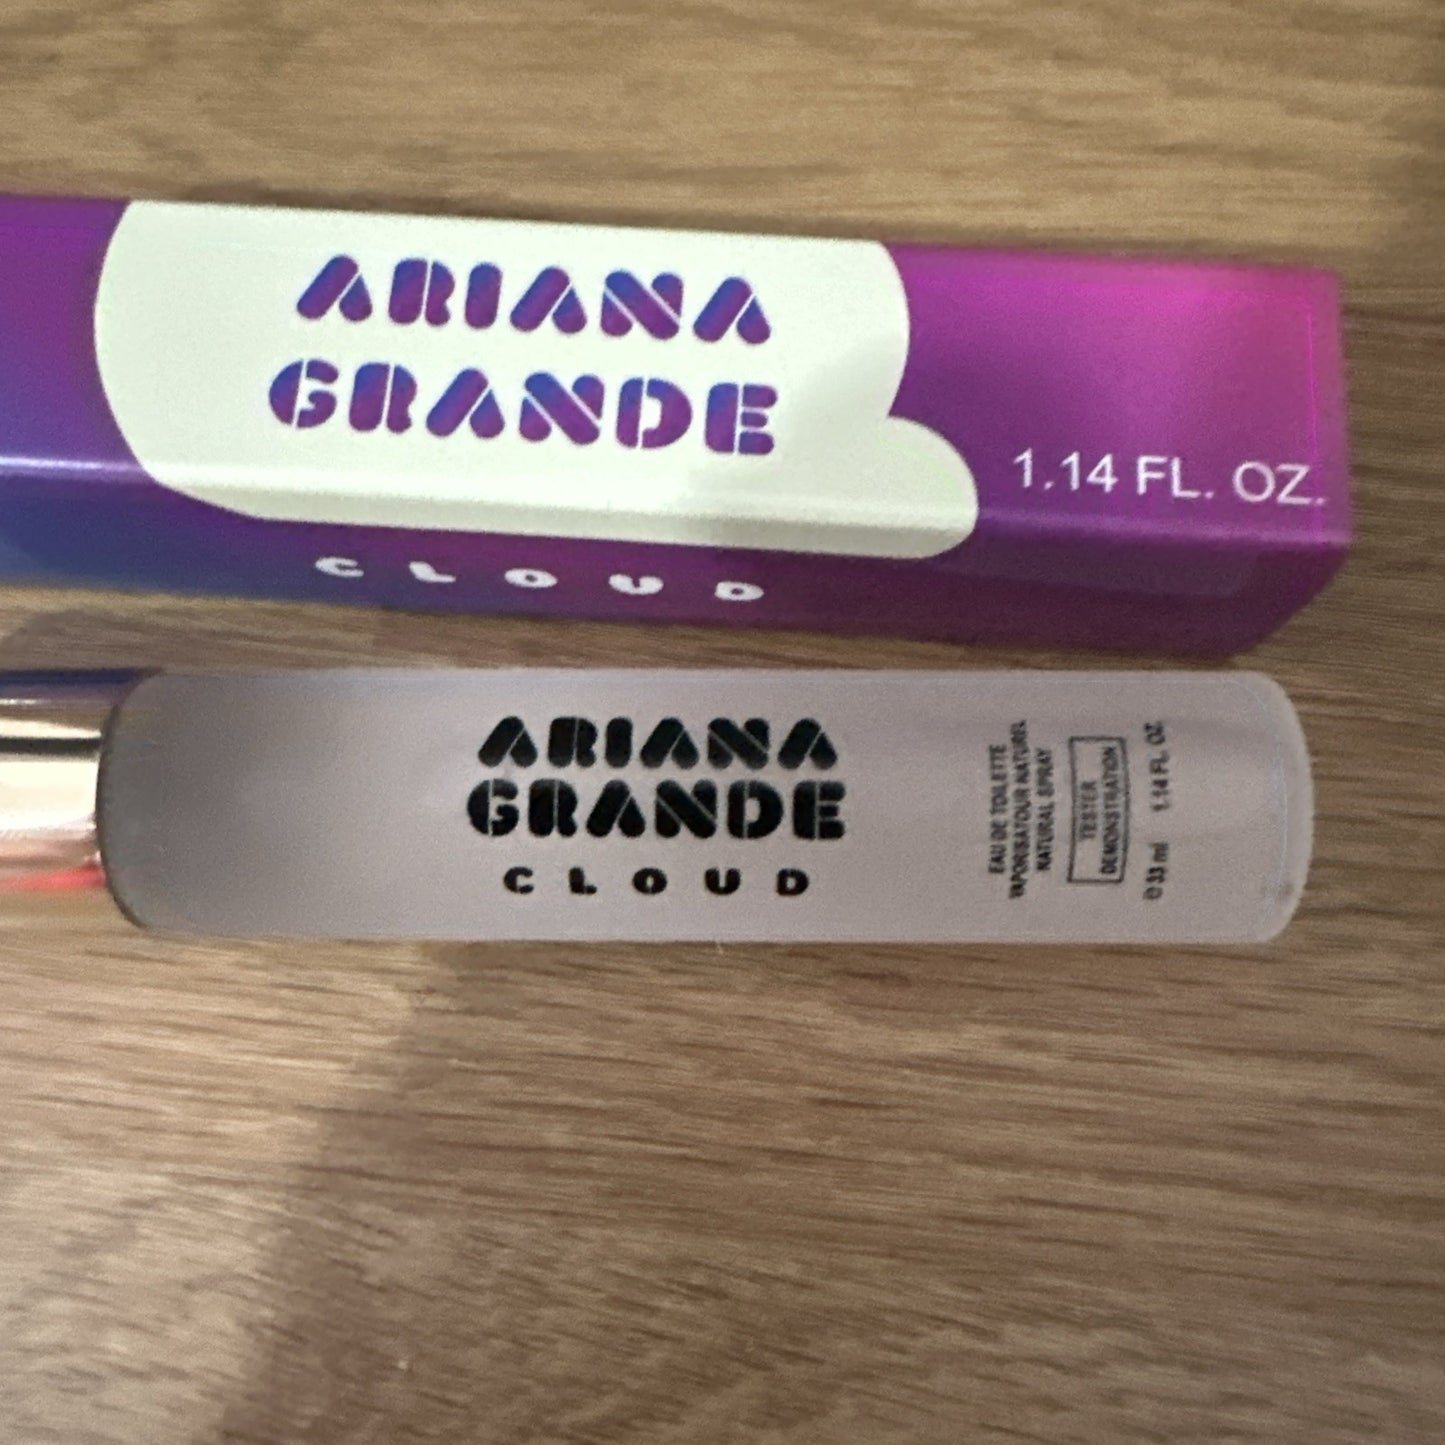 ARIANA
GRANDE
1.14 FL. OZ.
CLOUD
ARIANA
GRANDE
CLOUD
EAU DE TOILETTE
VAPORISATOUR NATUREL
NATURAL SPRAY
TESTER
DEMONSTRATION
℮ 33 ml 1.14 FL. OZ.